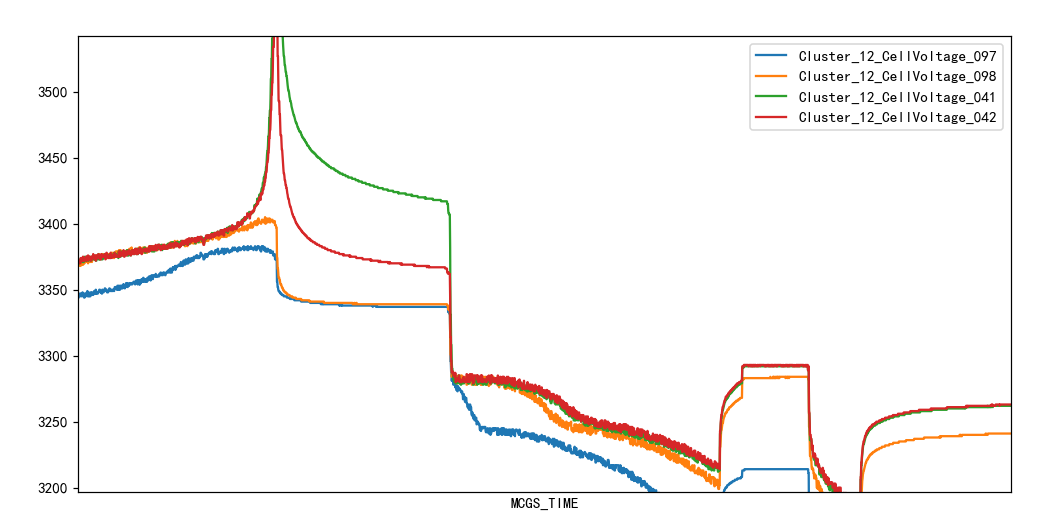 3500
3450
3400
3350
3300
3250
3200
Cluster_12_CellVoltage_097
Cluster_12_CellVoltage_098
Cluster_12_CellVoltage_041
Cluster_12_CellVoltage_042
MCGS_TIME